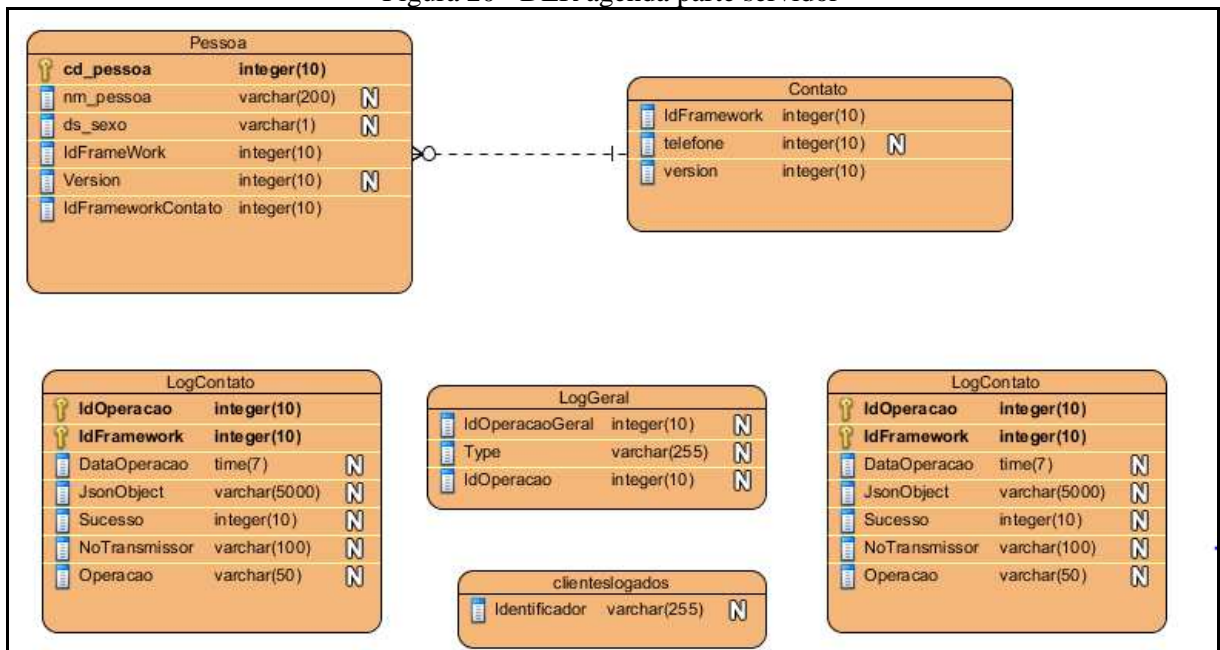 Figura 20 - DER agenda parte servidor
Pessoa
cd_pessoa integer(10)
nm_pessoa varchar(200) N
ds_sexo varchar(1) N
IdFrameWork integer(10)
Version integer(10) N
IdFrameworkContato integer(10)
Contato
IdFramework integer(10)
telefone integer(10) N
version integer(10)
LogContato
IdOperacao integer(10)
IdFramework integer(10)
DataOperacao time(7) N
JsonObject varchar(5000) N
Sucesso integer(10) N
NoTransmissor varchar(100) N
Operacao varchar(50) N
LogGeral
IdOperacaoGeral integer(10) N
Type varchar(255) N
IdOperacao integer(10) N
clienteslogados
Identificador varchar(255) N
LogContato
IdOperacao integer(10)
IdFramework integer(10)
DataOperacao time(7) N
JsonObject varchar(5000) N
Sucesso integer(10) N
NoTransmissor varchar(100) N
Operacao varchar(50) N